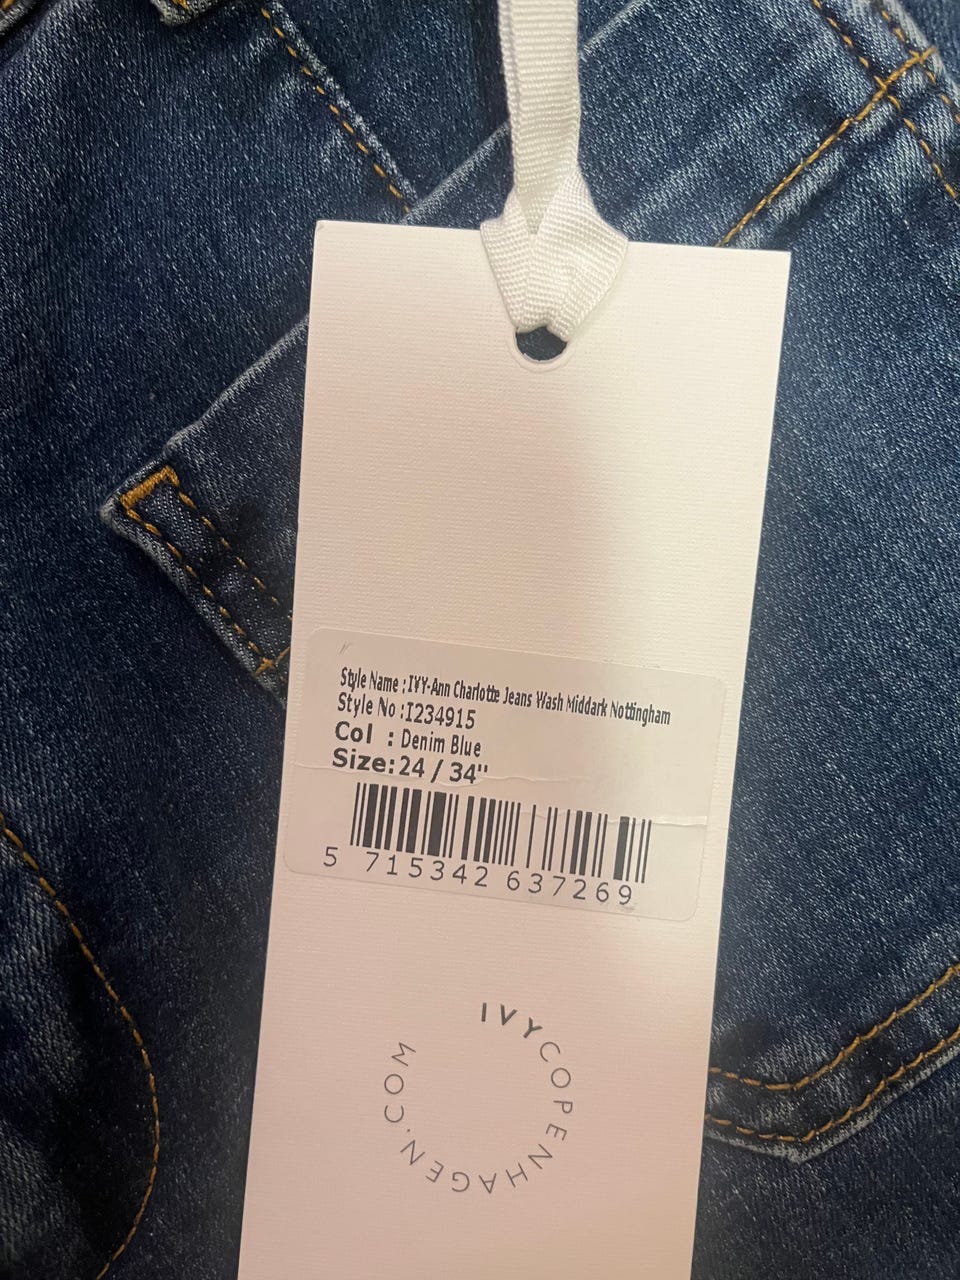 Style Name : IVY-Ann Charlotte Jeans Wash Middark Nottingham
Style No :I234915
Col : Denim Blue
Size:24 / 34"
5 715342 637269
IVYCOPENHAGEN.COM